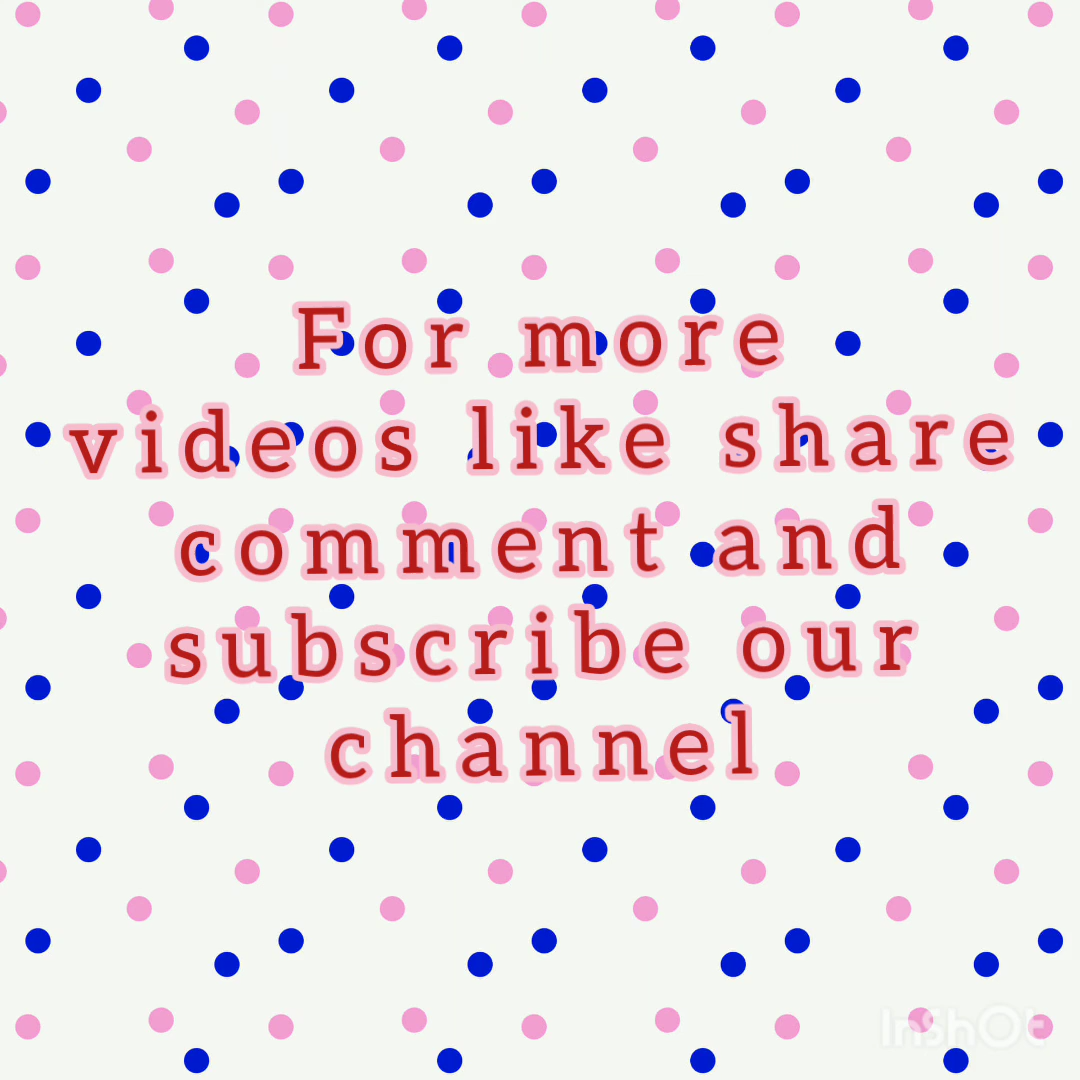 For more
videos like share
comment and
subscribe our
channel
InShOt